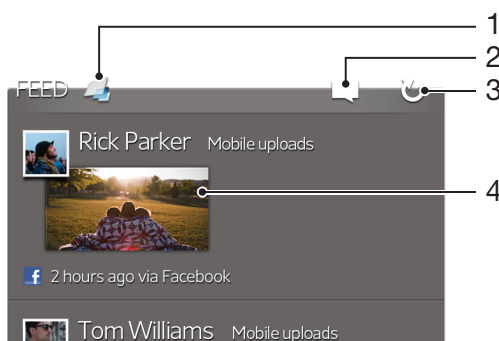 1
2
FEED
3
Rick Parker Mobile uploads
4
f 2 hours ago via Facebook
Tom Williams Mobile uploads